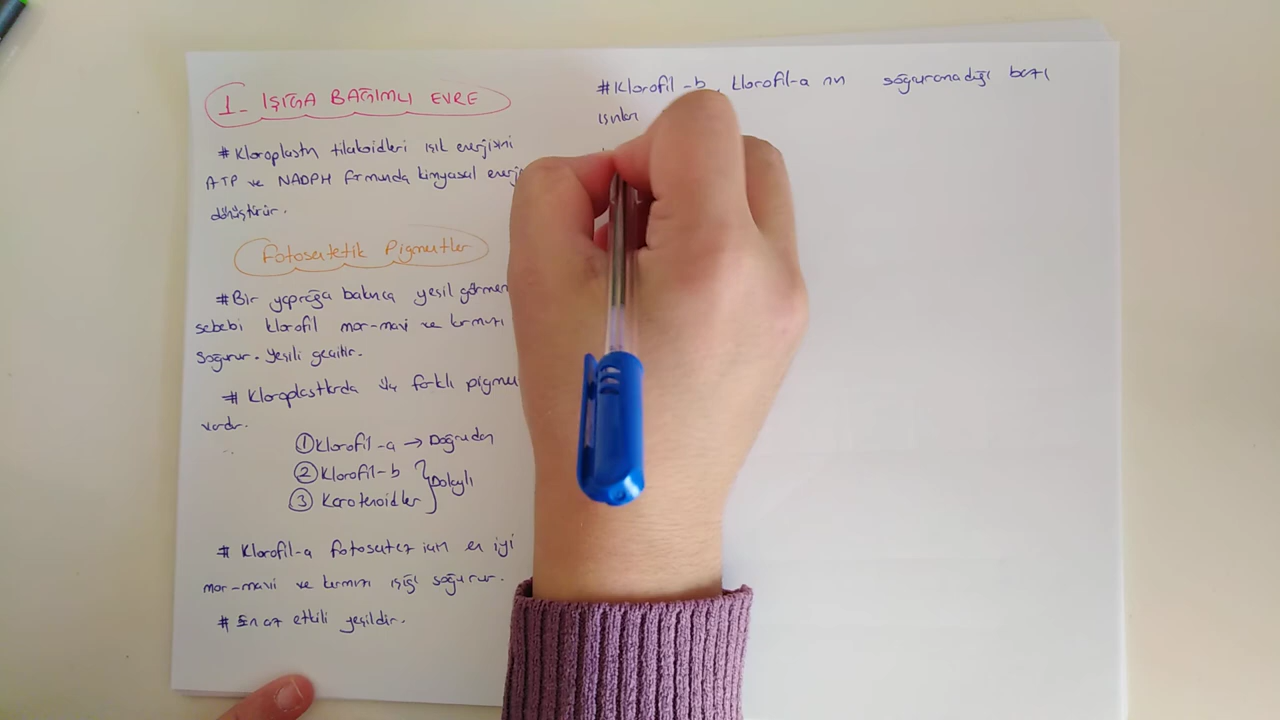 1- IŞIĞA BAĞIMLI EVRE
# Kloroplastın tilakoidleri ışık enerjisini
ATP ve NADPH formunda kimyasal enerji
dönüştürür.
Fotosentetik Pigmentler
# Bir yaprağa bakınca yeşil görmen
sebebi klorofil mor-mavi ve kırmızı
soğurur. Yeşili geçirir.
# Kloroplastlarda üç farklı pigme
vardır.
① Klorofil-a → Doğrudan
② Klorofil-b } Dolaylı
③ Karotenoidler
# Klorofil-a fotosentez için en iyi
mor-mavi ve kırmızı ışığı soğurur.
# En az etkili yeşildir.
# Klorofil-b, klorofil-a nın soğuramadığı bazı
ışınları